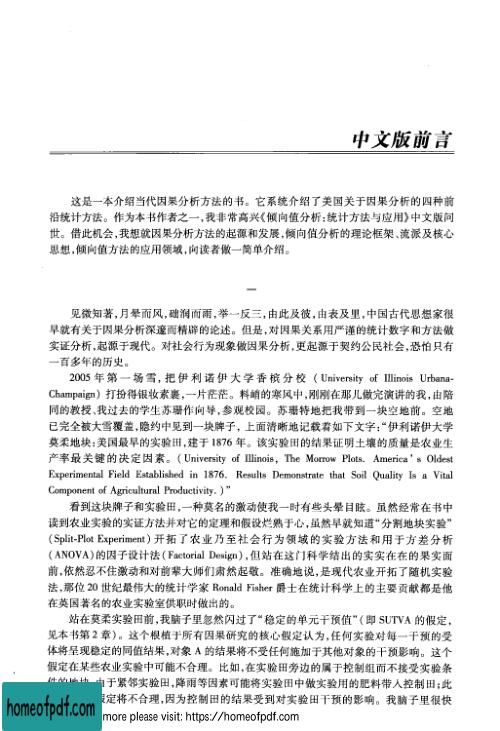 中文版前言
这是一本介绍当代因果分析方法的书。它系统介绍了美国关于因果分析的四种前
沿统计方法。作为本书作者之一,我非常高兴《倾向值分析:统计方法与应用》中文版问
世。借此机会,我想就因果分析方法的起源和发展,倾向值分析的理论框架、流派及核心
思想,倾向值方法的应用领域,向读者做一简单介绍。
一
见微知著,月晕而风,础润而雨,举一反三,由此及彼,由表及里,中国古代思想家很
早就有关于因果分析深邃而精辟的论述。但是,对因果关系用严谨的统计数字和方法做
实证分析,起源于现代。对社会行为现象做因果分析,更起源于契约公民社会,恐怕只有
一百多年的历史。
2005 年第一场雪,把伊利诺伊大学香槟分校 (University of Illinois Urbana-
Champaign) 打扮得银妆素裹,一片茫茫。料峭的寒风中,刚刚在那儿做完演讲的我,由陪
同的教授、我过去的学生苏珊作向导,参观校园。苏珊特地把我带到一块空地前。空地
已完全被大雪覆盖,隐约中见到一块牌子,上面清晰地记载着如下文字:“伊利诺伊大学
莫柔地块:美国最早的实验田,建于 1876 年。该实验田的结果证明土壤的质量是农业生
产率最关键的决定因素。(University of Illinois, The Morrow Plots. America's Oldest
Experimental Field Established in 1876. Results Demonstrate that Soil Quality Is a Vital
Component of Agricultural Productivity.)”
看到这块牌子和实验田,一种莫名的激动使我一时有些头晕目眩。虽然经常在书中
读到农业实验的实证方法并对它的定理和假设烂熟于心,虽然早就知道“分割地块实验”
(Split-Plot Experiment) 开拓了农业乃至社会行为领域的实验方法和用于方差分析
(ANOVA)的因子设计法(Factorial Design),但站在这门科学结出的实实在在的果实面
前,依然忍不住激动和对前辈大师们肃然起敬。准确地说,是现代农业开拓了随机实验
法,那位 20 世纪最伟大的统计学家 Ronald Fisher 爵士在统计科学上的主要贡献都是他
在英国著名的农业实验室供职时做出的。
站在莫柔实验田前,我脑子里忽然闪过了“稳定的单元干预值”(即 SUTVA 的假定,
见本书第 2 章)。这个根植于所有因果研究的核心假定认为,任何实验对每一干预的受
体将呈现稳定的同值结果,对象 A 的结果将不受任何施加于其他对象的干预影响。这个
假定在某些农业实验中可能不合理。比如,在实验田旁边的属于控制组而不接受实验条
件的地块,由于紧邻实验田,降雨等因素可能将实验田中做实验用的肥料带入控制田;此
假定将不合理,因为控制田的结果受到对实验田干预的影响。我脑子里很快
homeofpdf.com
more please visit: https://homeofpdf.com